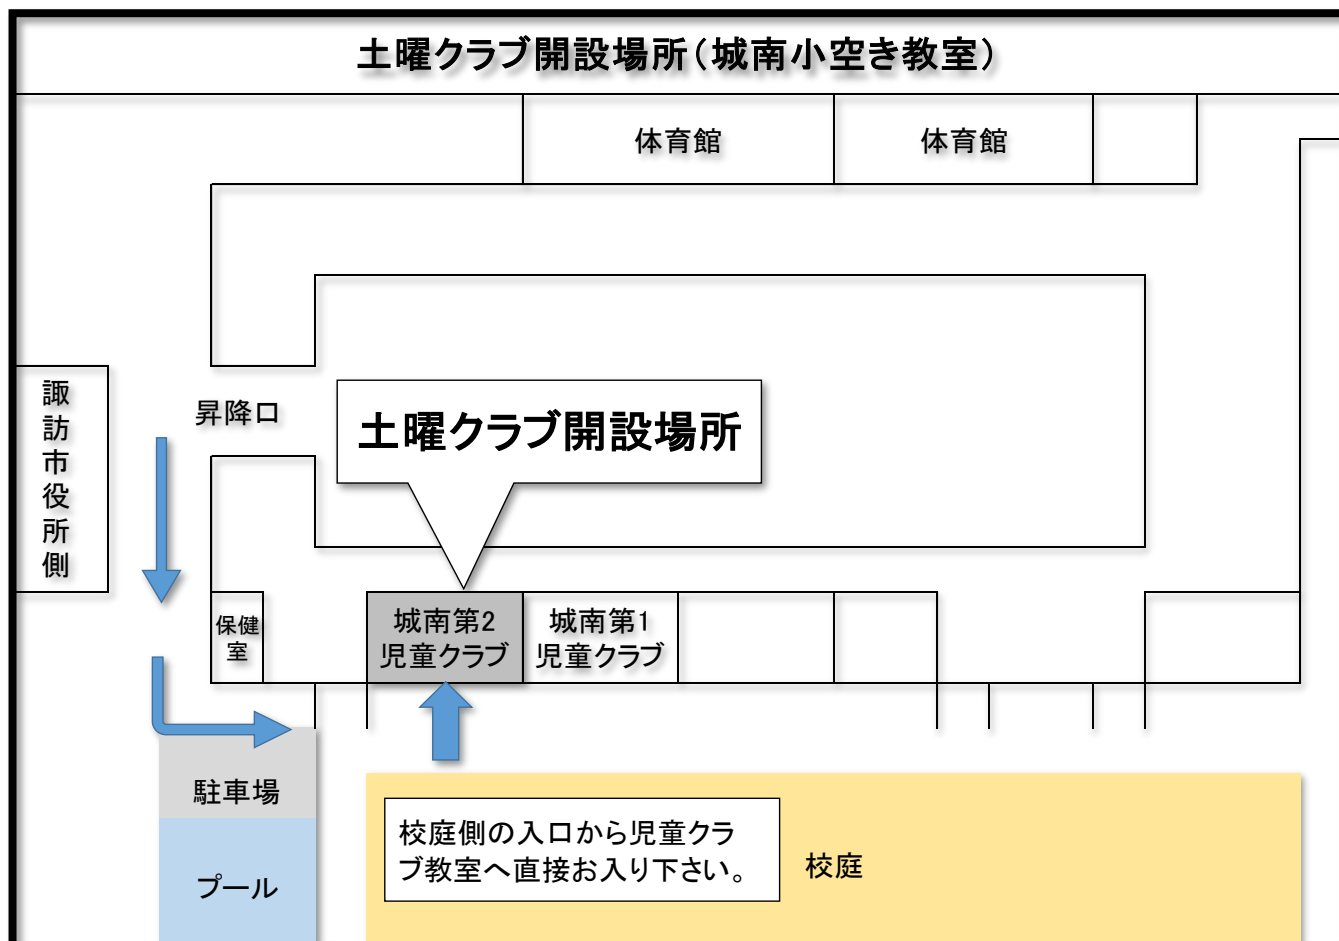 土曜クラブ開設場所（城南小空き教室）
体育館
体育館
諏訪市役所側
昇降口
土曜クラブ開設場所
保健
室
城南第2
児童クラブ
城南第1
児童クラブ
駐車場
プール
校庭側の入口から児童クラ
ブ教室へ直接お入り下さい。
校庭